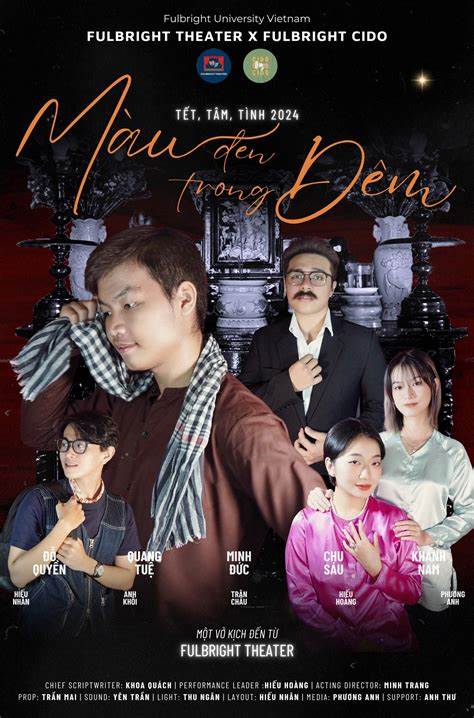 Fulbright University Vietnam
FULBRIGHT THEATER X FULBRIGHT CIDO
TẾT, TÂM, TÌNH 2024
Màu đen
trong Đêm
ĐỖ QUYÊN
QUANG TUỆ
MINH ĐỨC
CHU SÁU
KHÁNH NAM
HIẾU NHÂN
ANH KHÔI
TRÂN CHÂU
HIẾU HOÀNG
PHƯƠNG ANH
MỘT VỞ KỊCH ĐẾN TỪ
FULBRIGHT THEATER
CHIEF SCRIPTWRITER: KHOA QUÁCH | PERFORMANCE LEADER :HIẾU HOÀNG | ACTING DIRECTOR: MINH TRANG
PROP: TRẦN MAI | SOUND: YÊN TRẦN | LIGHT: THU NGÂN | LAYOUT: HIẾU NHÂN | MEDIA: PHƯƠNG ANH | SUPPORT: ANH THƯ